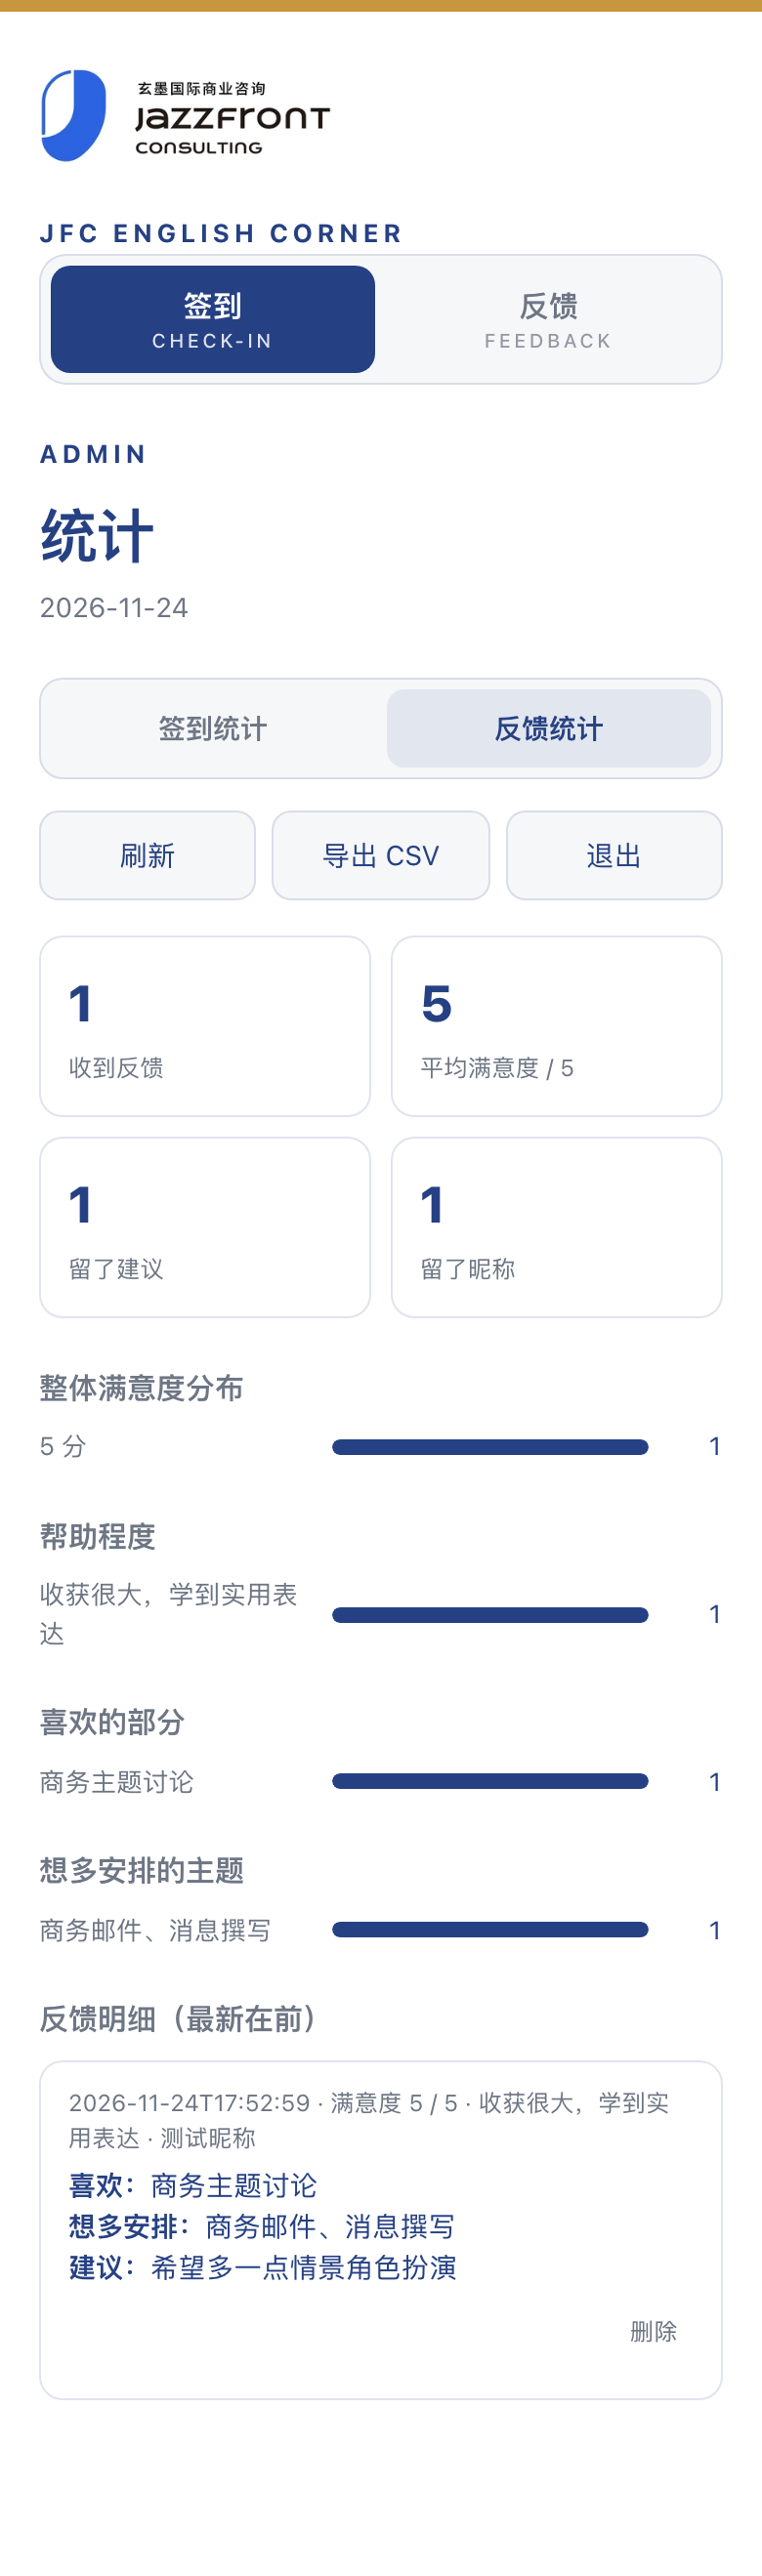 玄墨国际商业咨询
JAZZFRONT
CONSULTING
JFC ENGLISH CORNER
签到
CHECK-IN
反馈
FEEDBACK
ADMIN
统计
2026-11-24
签到统计
反馈统计
刷新
导出 CSV
退出
1
收到反馈
5
平均满意度 / 5
1
留了建议
1
留了昵称
整体满意度分布
5 分 1
帮助程度
收获很大，学到实用表
达
1
喜欢的部分
商务主题讨论 1
想多安排的主题
商务邮件、消息撰写 1
反馈明细（最新在前）
2026-11-24T17:52:59 · 满意度 5 / 5 · 收获很大，学到实
用表达 · 测试昵称
喜欢：商务主题讨论
想多安排：商务邮件、消息撰写
建议：希望多一点情景角色扮演
删除